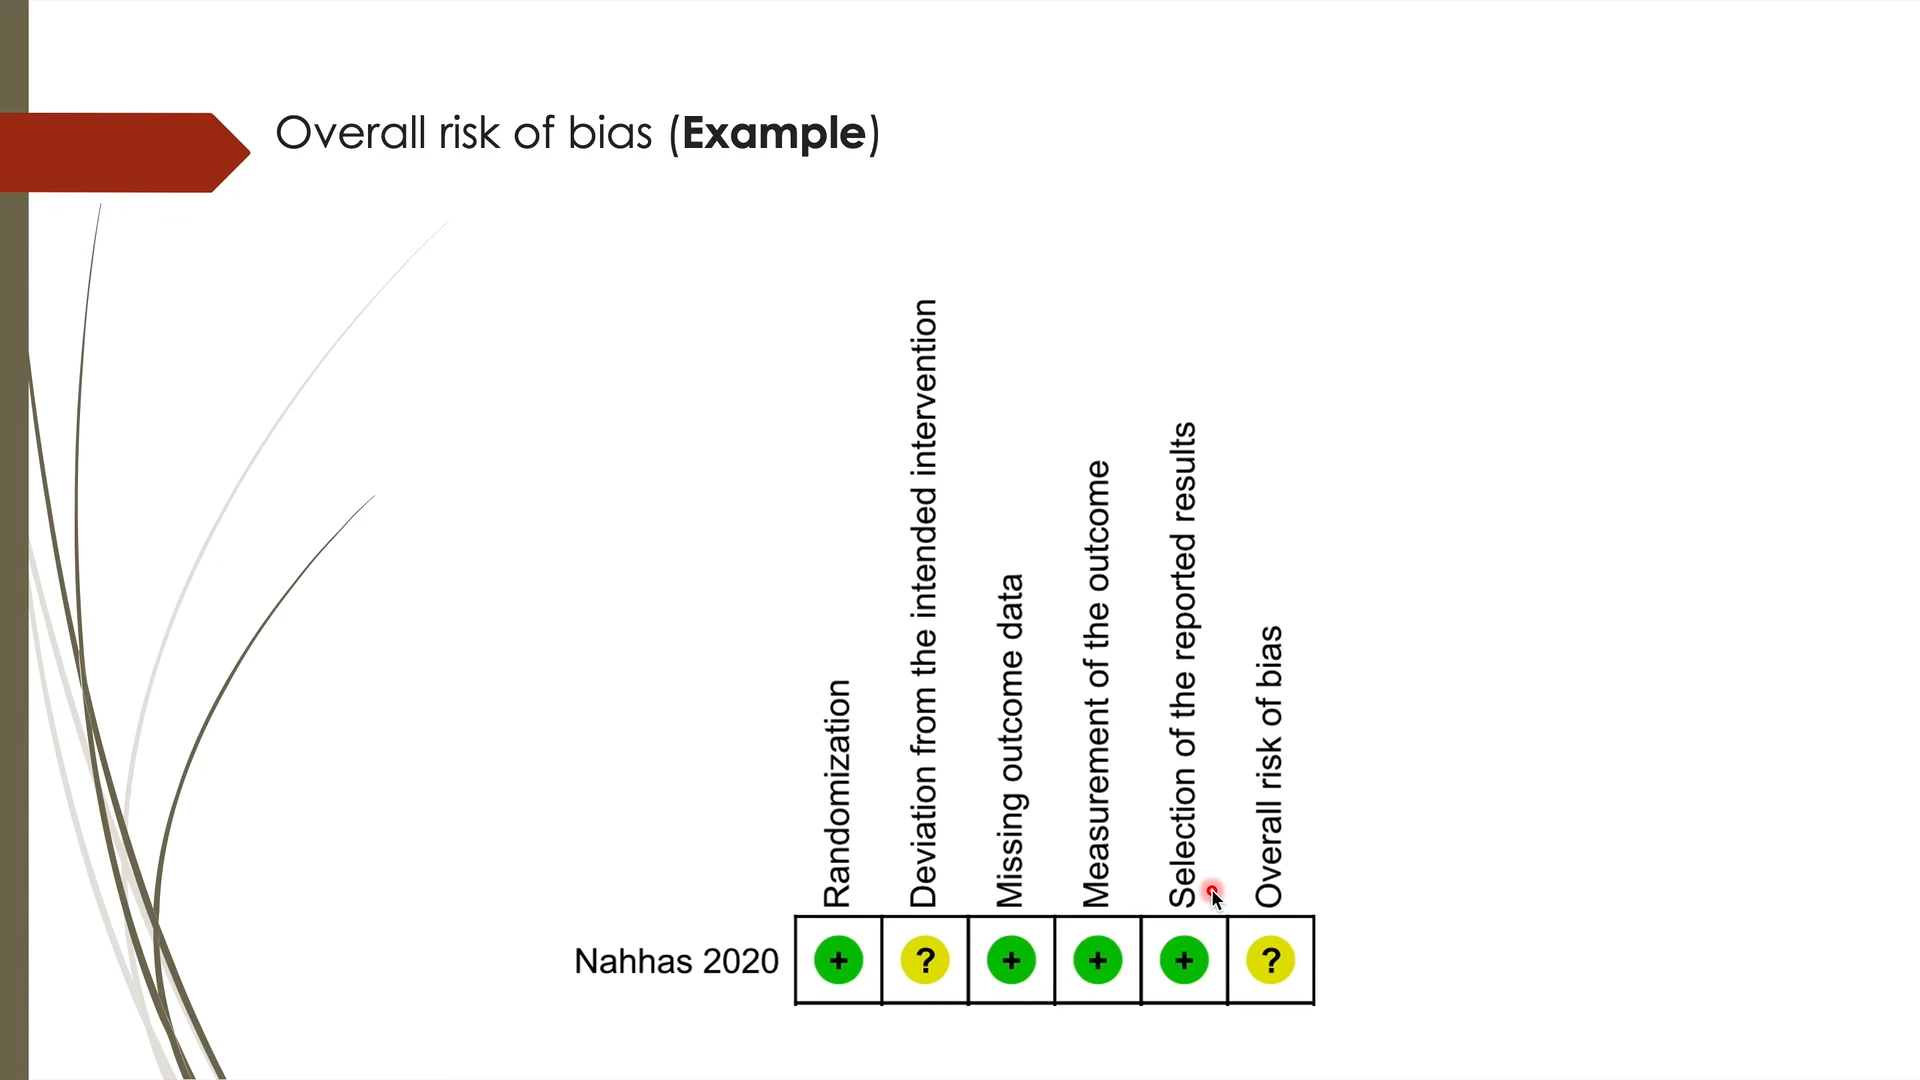 Overall risk of bias (Example)
Randomization
Deviation from the intended intervention
Missing outcome data
Measurement of the outcome
Selection of the reported results
Overall risk of bias
Nahhas 2020 + ? + + + ?